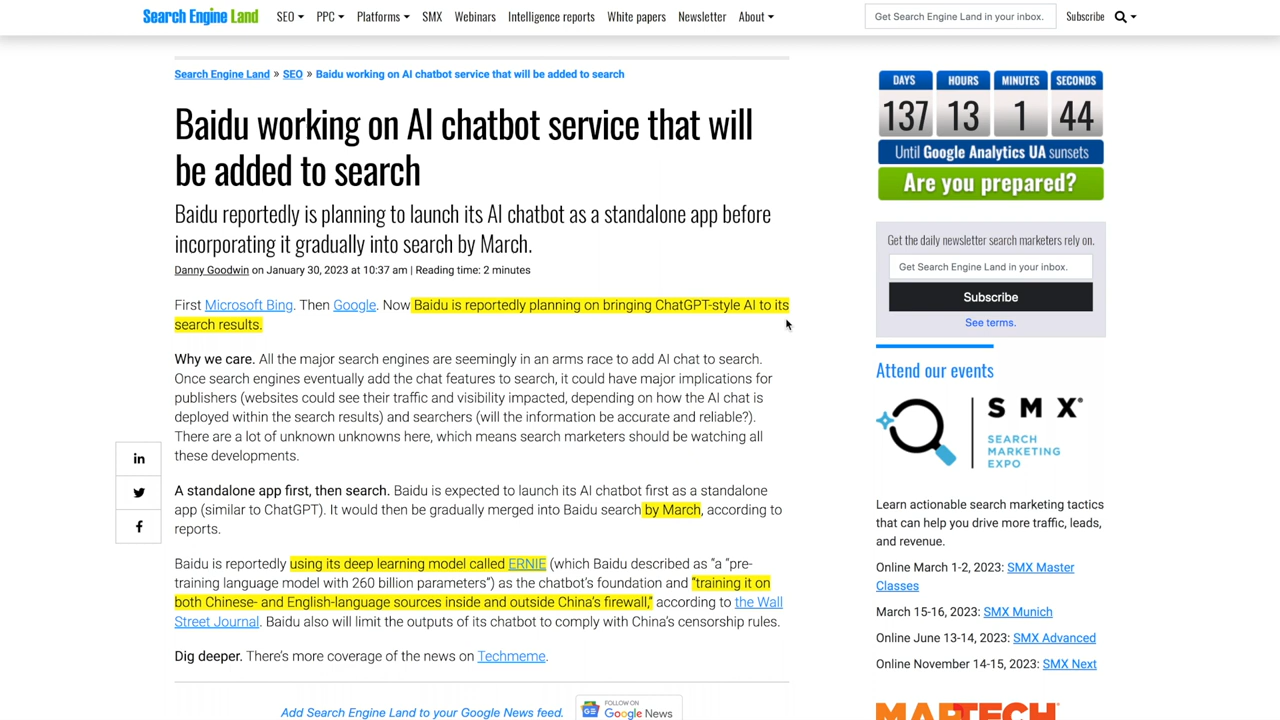 Search Engine Land
SEO PPC Platforms SMX Webinars Intelligence reports White papers Newsletter About
Get Search Engine Land in your inbox. Subscribe
Search Engine Land » SEO » Baidu working on AI chatbot service that will be added to search
Baidu working on AI chatbot service that will
be added to search
Baidu reportedly is planning to launch its AI chatbot as a standalone app before
incorporating it gradually into search by March.
Danny Goodwin on January 30, 2023 at 10:37 am | Reading time: 2 minutes
First Microsoft Bing. Then Google. Now Baidu is reportedly planning on bringing ChatGPT-style AI to its
search results.
Why we care. All the major search engines are seemingly in an arms race to add AI chat to search.
Once search engines eventually add the chat features to search, it could have major implications for
publishers (websites could see their traffic and visibility impacted, depending on how the AI chat is
deployed within the search results) and searchers (will the information be accurate and reliable?).
There are a lot of unknown unknowns here, which means search marketers should be watching all
these developments.
A standalone app first, then search. Baidu is expected to launch its AI chatbot first as a standalone
app (similar to ChatGPT). It would then be gradually merged into Baidu search by March, according to
reports.
Baidu is reportedly using its deep learning model called ERNIE (which Baidu described as "a "pre-
training language model with 260 billion parameters") as the chatbot's foundation and "training it on
both Chinese- and English-language sources inside and outside China's firewall," according to the Wall
Street Journal. Baidu also will limit the outputs of its chatbot to comply with China's censorship rules.
Dig deeper. There's more coverage of the news on Techmeme.
Add Search Engine Land to your Google News feed.
FOLLOW ON
Google News
in
f
DAYS HOURS MINUTES SECONDS
137 13 1 44
Until Google Analytics UA sunsets
Are you prepared?
Get the daily newsletter search marketers rely on.
Get Search Engine Land in your inbox.
Subscribe
See terms.
Attend our events
SMX
SEARCH
MARKETING
EXPO
Learn actionable search marketing tactics
that can help you drive more traffic, leads,
and revenue.
Online March 1-2, 2023: SMX Master
Classes
March 15-16, 2023: SMX Munich
Online June 13-14, 2023: SMX Advanced
Online November 14-15, 2023: SMX Next
MARTECH